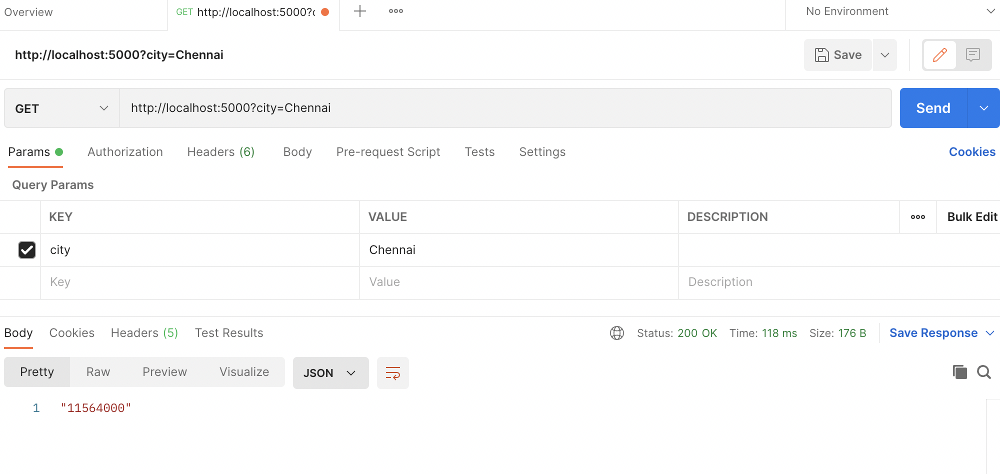 Overview GET http://localhost:5000?c No Environment
http://localhost:5000?city=Chennai Save
GET http://localhost:5000?city=Chennai Send
Params Authorization Headers (6) Body Pre-request Script Tests Settings Cookies
Query Params
KEY VALUE DESCRIPTION Bulk Edit
city Chennai
Key Value Description
Body Cookies Headers (5) Test Results Status: 200 OK Time: 118 ms Size: 176 B Save Response
Pretty Raw Preview Visualize JSON
1 "11564000"